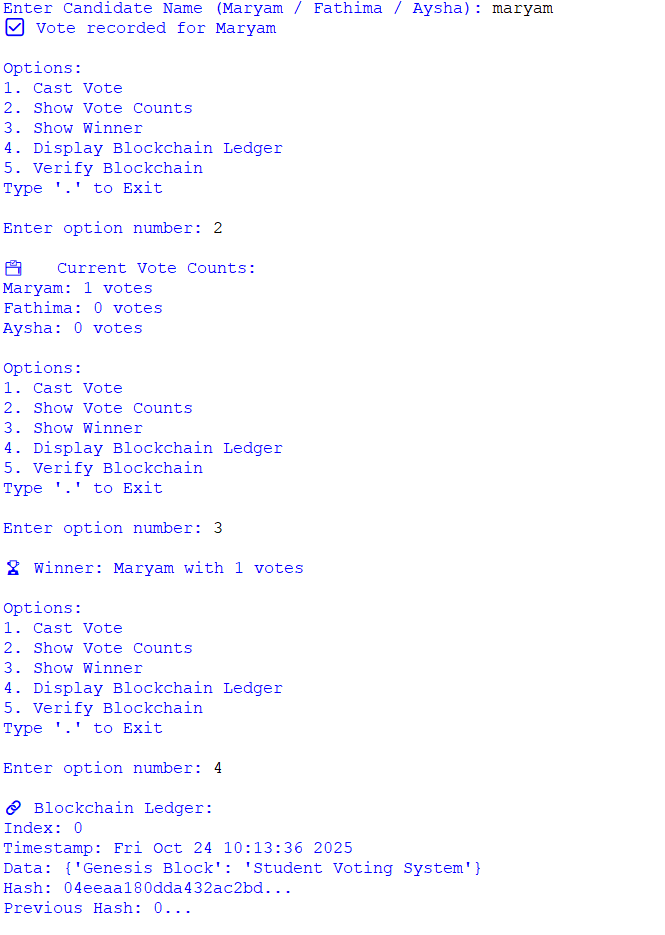 Enter Candidate Name (Maryam / Fathima / Aysha): maryam
☑ Vote recorded for Maryam
Options:
1. Cast Vote
2. Show Vote Counts
3. Show Winner
4. Display Blockchain Ledger
5. Verify Blockchain
Type '.' to Exit
Enter option number: 2
🗳 Current Vote Counts:
Maryam: 1 votes
Fathima: 0 votes
Aysha: 0 votes
Options:
1. Cast Vote
2. Show Vote Counts
3. Show Winner
4. Display Blockchain Ledger
5. Verify Blockchain
Type '.' to Exit
Enter option number: 3
🏆 Winner: Maryam with 1 votes
Options:
1. Cast Vote
2. Show Vote Counts
3. Show Winner
4. Display Blockchain Ledger
5. Verify Blockchain
Type '.' to Exit
Enter option number: 4
🔗 Blockchain Ledger:
Index: 0
Timestamp: Fri Oct 24 10:13:36 2025
Data: {'Genesis Block': 'Student Voting System'}
Hash: 04eeaa180dda432ac2bd...
Previous Hash: 0...